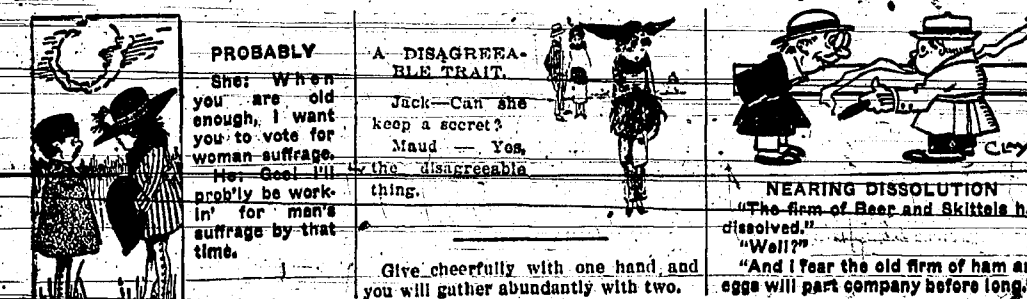 PROBABLY
She: When
you are old
enough, I want
you to vote for
woman suffrage.
He: Gee! I'll
prob'ly be work-
in' for men's
suffrage by that
time.
A DISAGREEA-
BLE TRAIT.
Jack—Can she
keep a secret?
Maud — Yes,
the disagreeable
thing.
Give cheerfully with one hand and
you will gather abundantly with two.
NEARING DISSOLUTION
"The firm of Beer and Skittels h
dissolved."
"Well?"
"And I fear the old firm of ham a
eggs will part company before long.